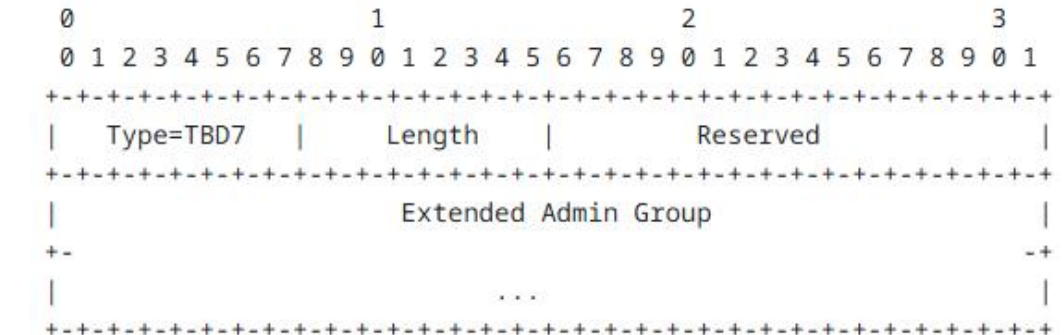 0                   1                   2                   3
 0 1 2 3 4 5 6 7 8 9 0 1 2 3 4 5 6 7 8 9 0 1 2 3 4 5 6 7 8 9 0 1
+-+-+-+-+-+-+-+-+-+-+-+-+-+-+-+-+-+-+-+-+-+-+-+-+-+-+-+-+-+-+-+-+
|   Type=TBD7   |     Length    |         Reserved              |
+-+-+-+-+-+-+-+-+-+-+-+-+-+-+-+-+-+-+-+-+-+-+-+-+-+-+-+-+-+-+-+-+
|                      Extended Admin Group                     |
+-                                                             -+
|                            ...                                |
+-+-+-+-+-+-+-+-+-+-+-+-+-+-+-+-+-+-+-+-+-+-+-+-+-+-+-+-+-+-+-+-+